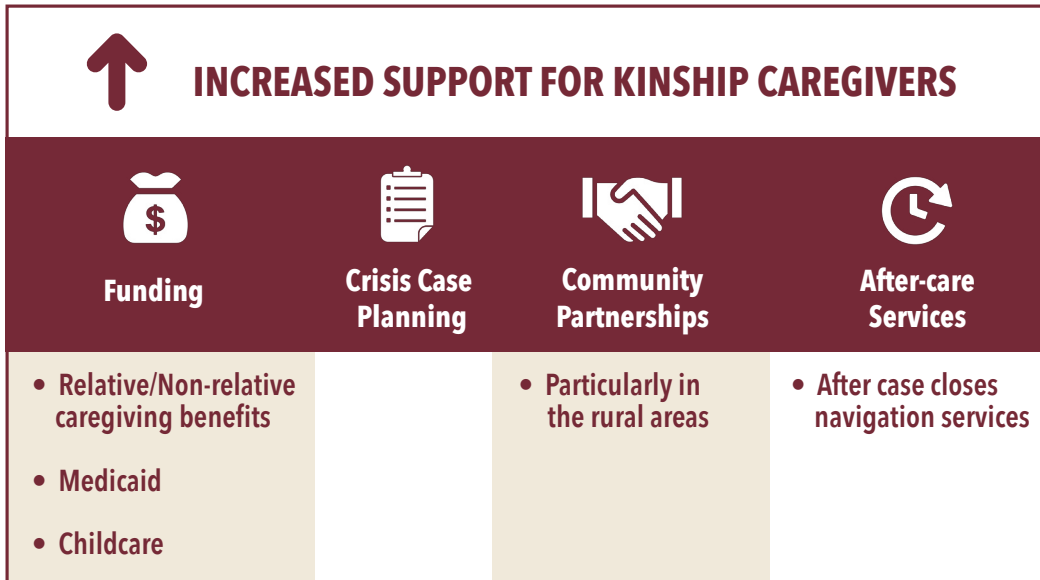 INCREASED SUPPORT FOR KINSHIP CAREGIVERS
$
Funding
Crisis Case
Planning
Community
Partnerships
After-care
Services
• Relative/Non-relative
caregiving benefits
• Medicaid
• Childcare
• Particularly in
the rural areas
• After case closes
navigation services